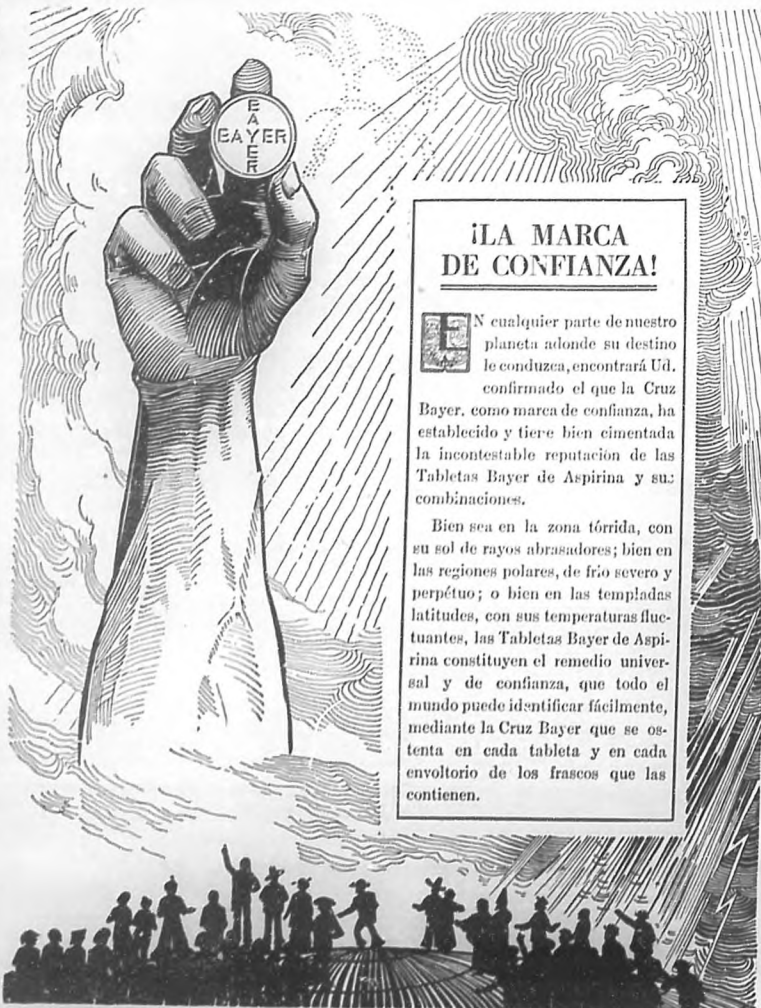 BAYER
BAYER
¡LA MARCA
DE CONFIANZA!
EN cualquier parte de nuestro
planeta adonde su destino
le conduzca, encontrará Ud.
confirmado el que la Cruz
Bayer, como marca de confianza, ha
establecido y tiene bien cimentada
la incontestable reputación de las
Tabletas Bayer de Aspirina y sus
combinaciones.
Bien sea en la zona tórrida, con
su sol de rayos abrasadores; bien en
las regiones polares, de frío severo y
perpétuo; o bien en las templadas
latitudes, con sus temperaturas fluc-
tuantes, las Tabletas Bayer de Aspi-
rina constituyen el remedio univer-
sal y de confianza, que todo el
mundo puede identificar fácilmente,
mediante la Cruz Bayer que se os-
tenta en cada tableta y en cada
envoltorio de los frascos que las
contienen.